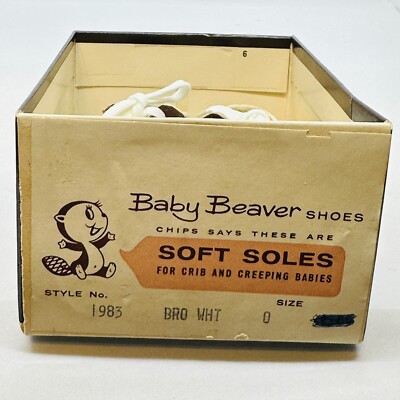 6
Baby Beaver SHOES
CHIPS SAYS THESE ARE
SOFT SOLES
FOR CRIB AND CREEPING BABIES
STYLE No. SIZE
1983 BRO WHT 0